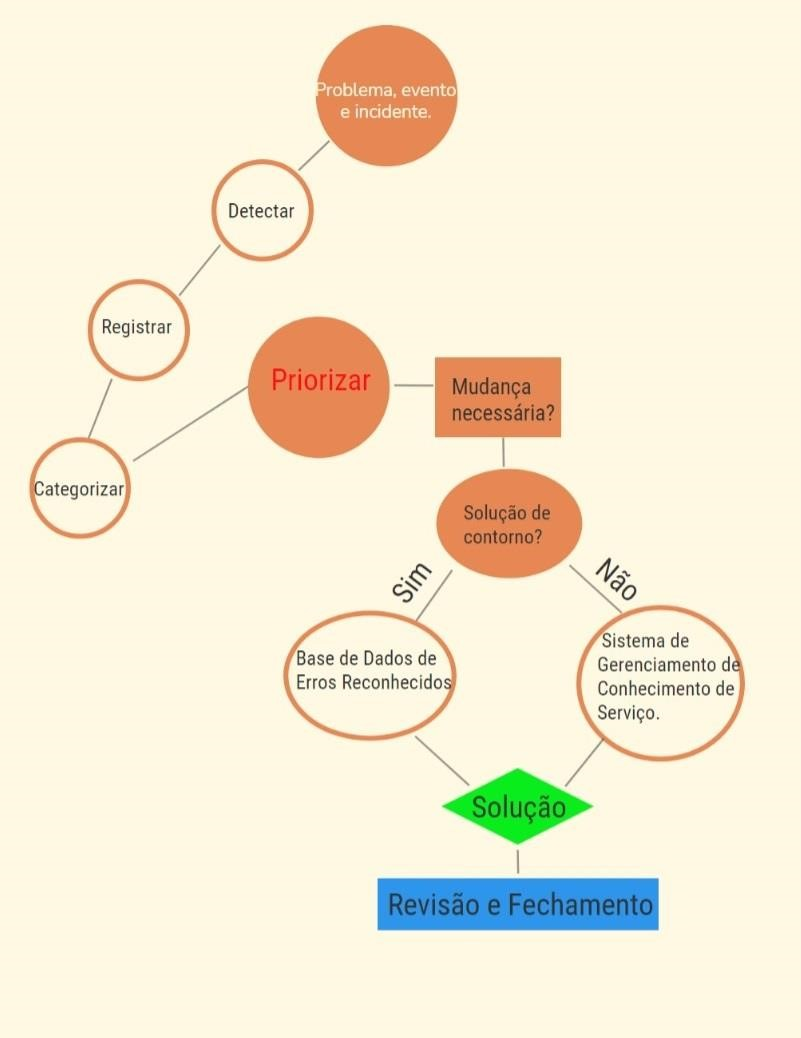 Problema, evento
e incidente.
Detectar
Registrar
Categorizar
Priorizar
Mudança
necessária?
Solução de
contorno?
Sim
Não
Base de Dados de
Erros Reconhecidos
Sistema de
Gerenciamento de
Conhecimento de
Serviço.
Solução
Revisão e Fechamento